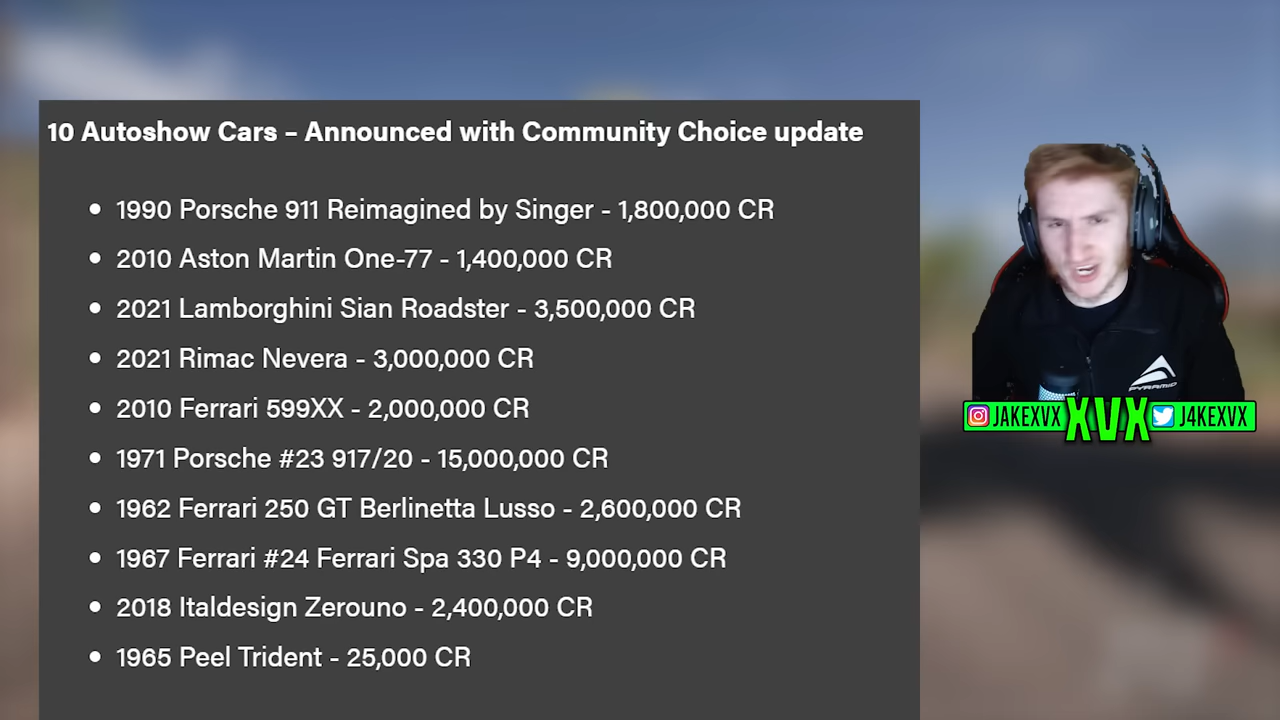 10 Autoshow Cars – Announced with Community Choice update
• 1990 Porsche 911 Reimagined by Singer - 1,800,000 CR
• 2010 Aston Martin One-77 - 1,400,000 CR
• 2021 Lamborghini Sian Roadster - 3,500,000 CR
• 2021 Rimac Nevera - 3,000,000 CR
• 2010 Ferrari 599XX - 2,000,000 CR
• 1971 Porsche #23 917/20 - 15,000,000 CR
• 1962 Ferrari 250 GT Berlinetta Lusso - 2,600,000 CR
• 1967 Ferrari #24 Ferrari Spa 330 P4 - 9,000,000 CR
• 2018 Italdesign Zerouno - 2,400,000 CR
• 1965 Peel Trident - 25,000 CR
PYRAMID
JAKEXVX XVX J4KEXVX